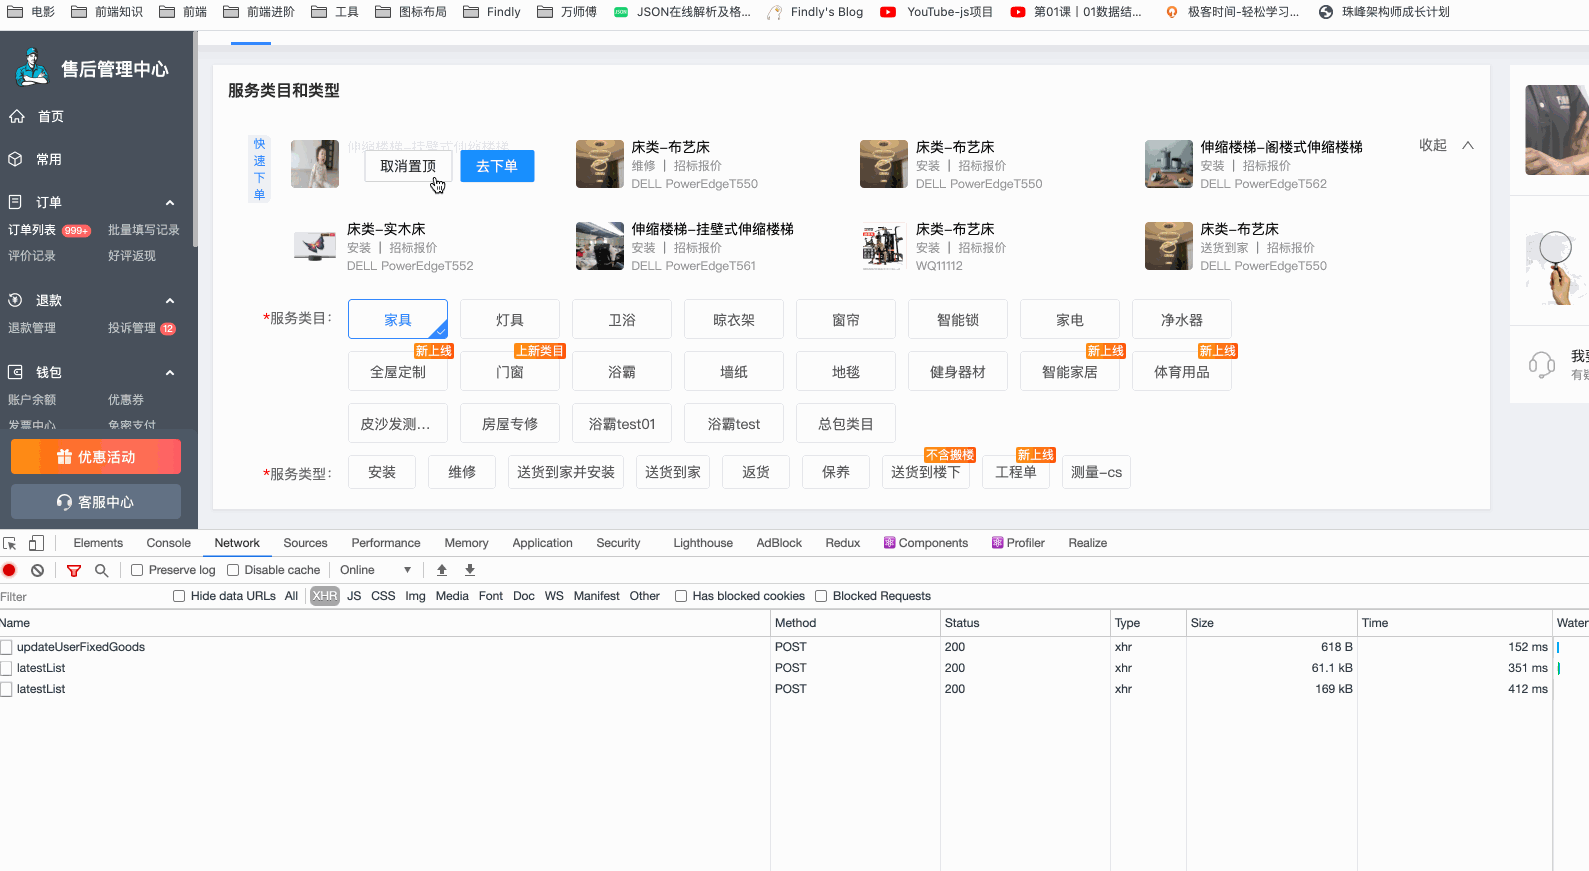 电影 前端知识 前端 前端进阶 工具 图标布局 Findly 万师傅 JSON在线解析及格... Findly's Blog YouTube-js项目 第01课丨01数据结... 极客时间-轻松学习... 珠峰架构师成长计划
售后管理中心
首页
常用
订单
订单列表 999+ 批量填写记录
评价记录 好评返现
退款
退款管理 投诉管理 12
钱包
账户余额 优惠券
发票中心 免密支付
优惠活动
客服中心
服务类目和类型
快速下单
伸缩楼梯-挂壁式伸缩楼梯
取消置顶 去下单
床类-布艺床
维修 | 招标报价
DELL PowerEdgeT550
床类-布艺床
安装 | 招标报价
DELL PowerEdgeT550
伸缩楼梯-阁楼式伸缩楼梯
安装 | 招标报价
DELL PowerEdgeT562
收起
床类-实木床
安装 | 招标报价
DELL PowerEdgeT552
伸缩楼梯-挂壁式伸缩楼梯
安装 | 招标报价
DELL PowerEdgeT561
床类-布艺床
安装 | 招标报价
WQ11112
床类-布艺床
送货到家 | 招标报价
DELL PowerEdgeT550
*服务类目: 家具 灯具 卫浴 晾衣架 窗帘 智能锁 家电 净水器
新上线 上新类目 新上线 新上线
全屋定制 门窗 浴霸 墙纸 地毯 健身器材 智能家居 体育用品
皮沙发测... 房屋专修 浴霸test01 浴霸test 总包类目
不含搬楼 新上线
*服务类型: 安装 维修 送货到家并安装 送货到家 返货 保养 送货到楼下 工程单 测量-cs
我要
有疑
Elements Console Network Sources Performance Memory Application Security Lighthouse AdBlock Redux Components Profiler Realize
Preserve log Disable cache Online
Filter Hide data URLs All XHR JS CSS Img Media Font Doc WS Manifest Other Has blocked cookies Blocked Requests
Name Method Status Type Size Time Water
updateUserFixedGoods POST 200 xhr 618 B 152 ms
latestList POST 200 xhr 61.1 kB 351 ms
latestList POST 200 xhr 169 kB 412 ms